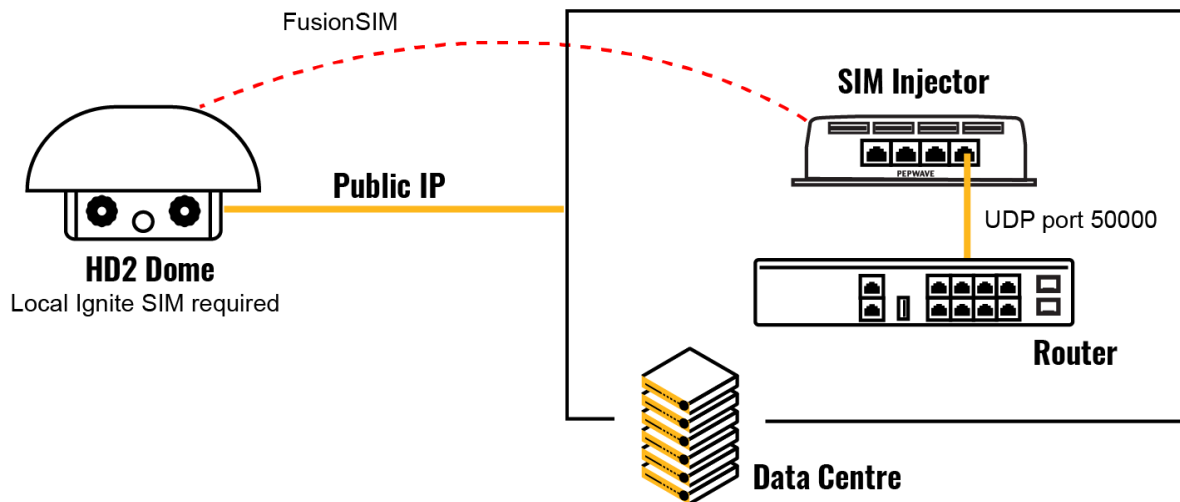 FusionSIM
SIM Injector
PEPWAVE
Public IP
UDP port 50000
HD2 Dome
Local Ignite SIM required
Router
Data Centre